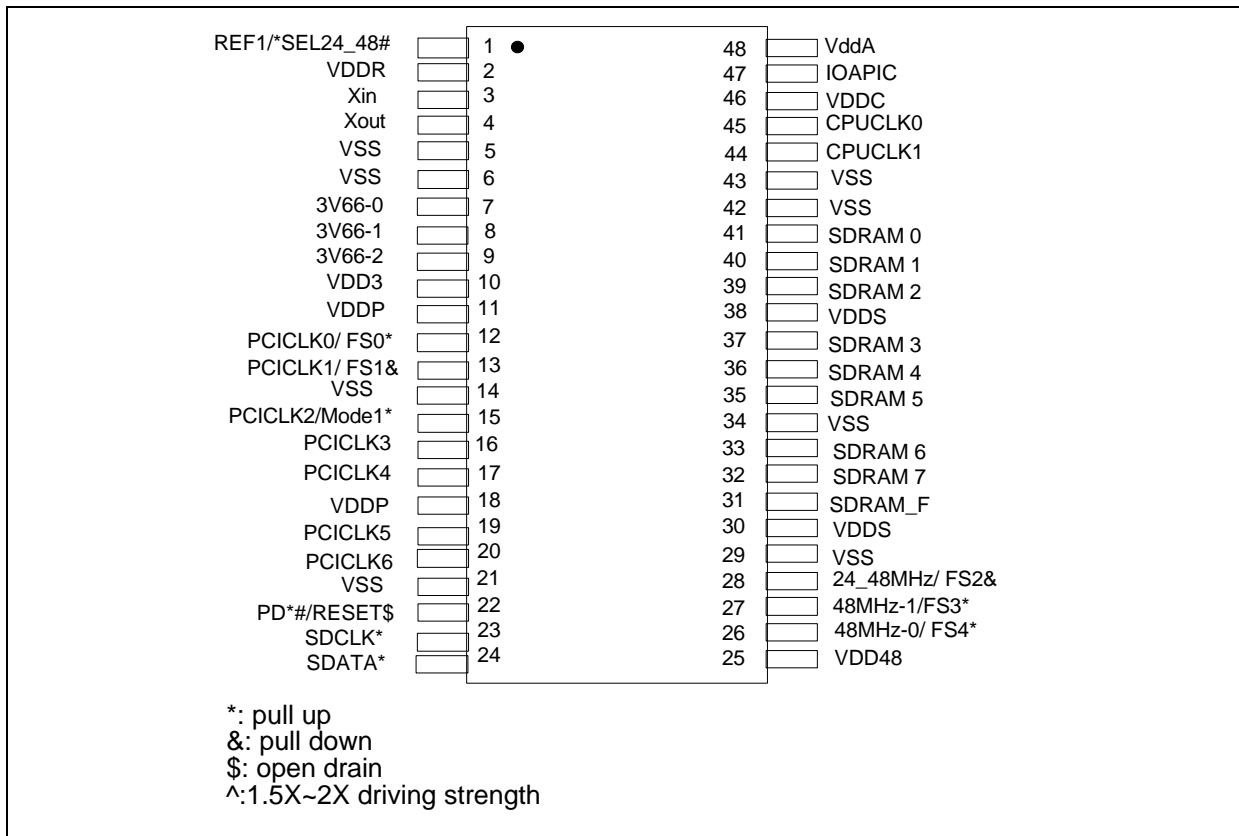 REF1/*SEL24_48# 1 48 VddA
VDDR 2 47 IOAPIC
Xin 3 46 VDDC
Xout 4 45 CPUCLK0
VSS 5 44 CPUCLK1
VSS 6 43 VSS
3V66-0 7 42 VSS
3V66-1 8 41 SDRAM 0
3V66-2 9 40 SDRAM 1
VDD3 10 39 SDRAM 2
VDDP 11 38 VDDS
PCICLK0/ FS0* 12 37 SDRAM 3
PCICLK1/ FS1& 13 36 SDRAM 4
VSS 14 35 SDRAM 5
PCICLK2/Mode1* 15 34 VSS
PCICLK3 16 33 SDRAM 6
PCICLK4 17 32 SDRAM 7
VDDP 18 31 SDRAM_F
PCICLK5 19 30 VDDS
PCICLK6 20 29 VSS
VSS 21 28 24_48MHz/ FS2&
PD*#/RESET$ 22 27 48MHz-1/FS3*
SDCLK* 23 26 48MHz-0/ FS4*
SDATA* 24 25 VDD48
*: pull up
&: pull down
$: open drain
^:1.5X~2X driving strength